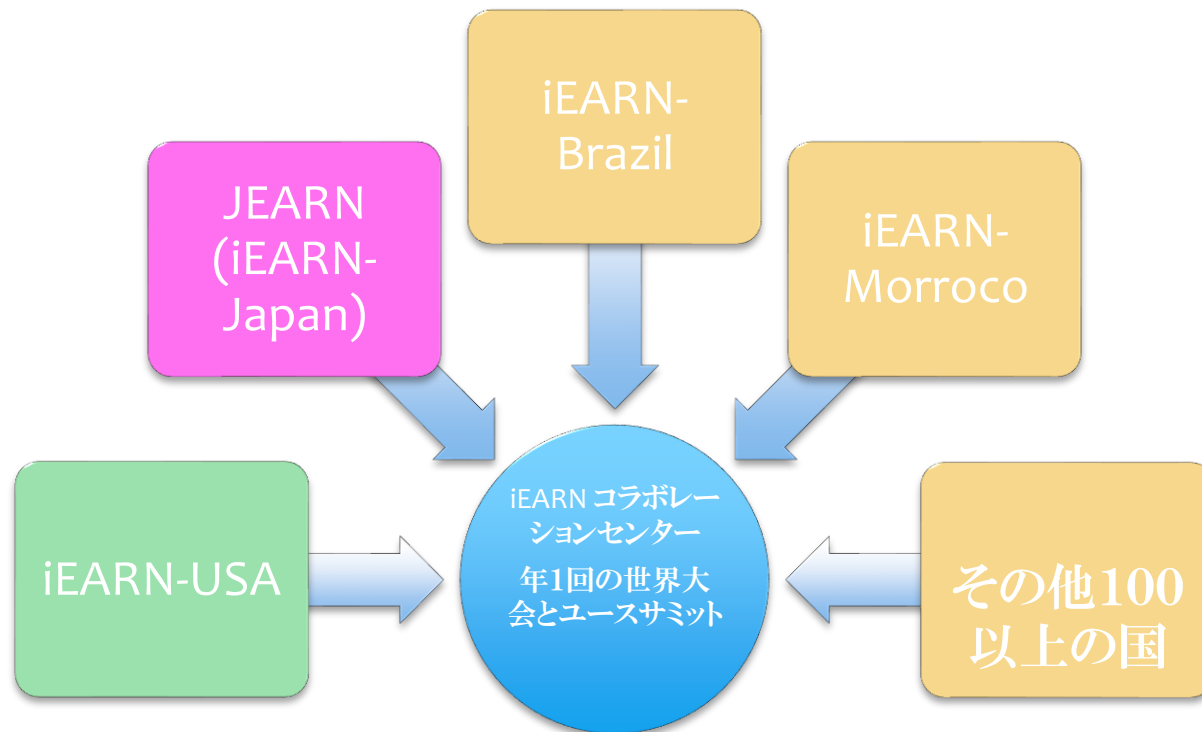 iEARN-
Brazil
JEARN
(iEARN-
Japan)
iEARN-
Morroco
iEARN-USA
iEARN コラボレー
ションセンター
年1回の世界大
会とユースサミット
その他100
以上の国